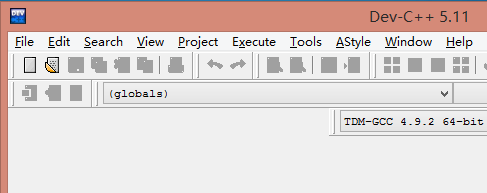 DEV
Dev-C++ 5.11
File Edit Search View Project Execute Tools AStyle Window Help
(globals)
TDM-GCC 4.9.2 64-bit